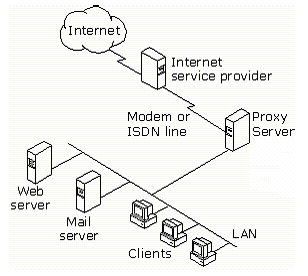 Internet
Internet
service provider
Modem or
ISDN line
Proxy
Server
Web
server
Mail
server
Clients
LAN